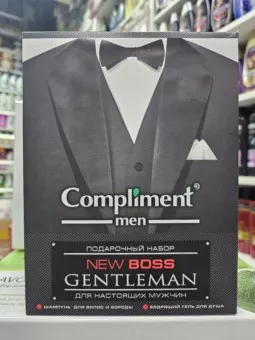 Compliment
men
ПОДАРОЧНЫЙ НАБОР
NEW BOSS
GENTLEMAN
ДЛЯ НАСТОЯЩИХ МУЖЧИН
ШАМПУНЬ ДЛЯ ВОЛОС И БОРОДЫ
БОДРЯЩИЙ ГЕЛЬ ДЛЯ ДУША